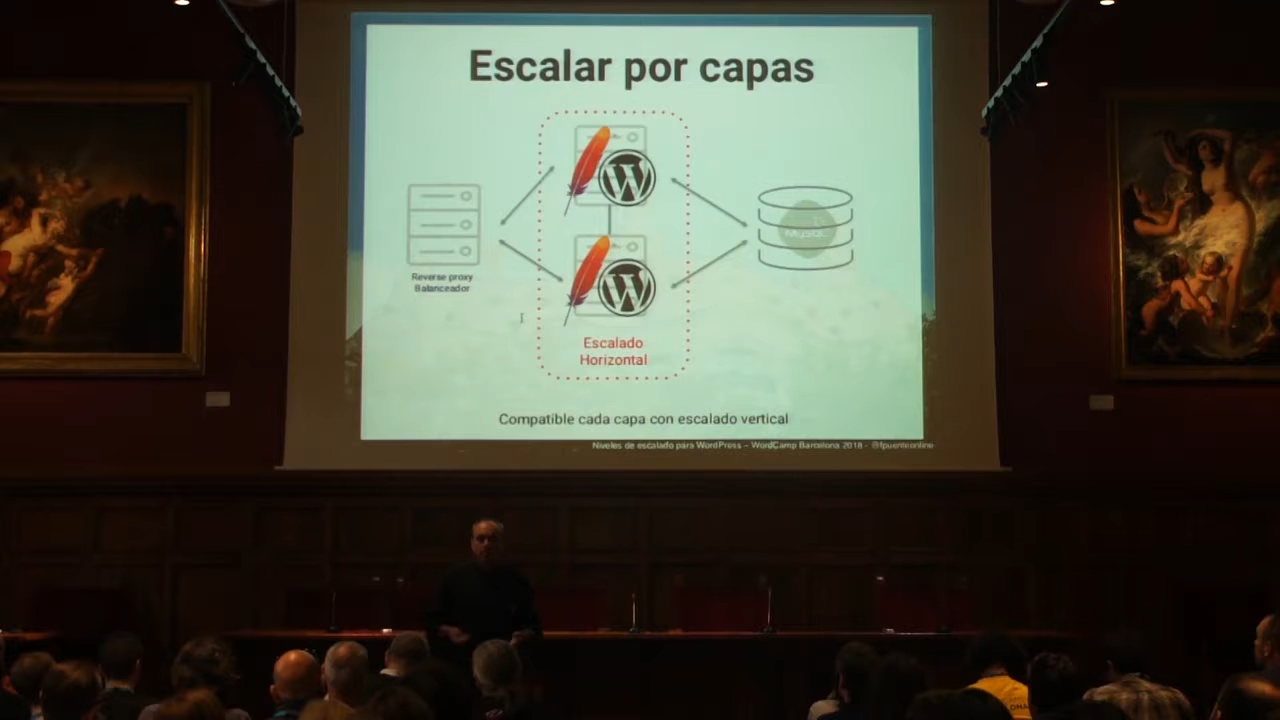 Escalar por capas
Reverse proxy
Balanceador
MySQL
Escalado
Horizontal
Compatible cada capa con escalado vertical
Niveles de escalado para WordPress – WordCamp Barcelona 2018 - @fpuenteonline